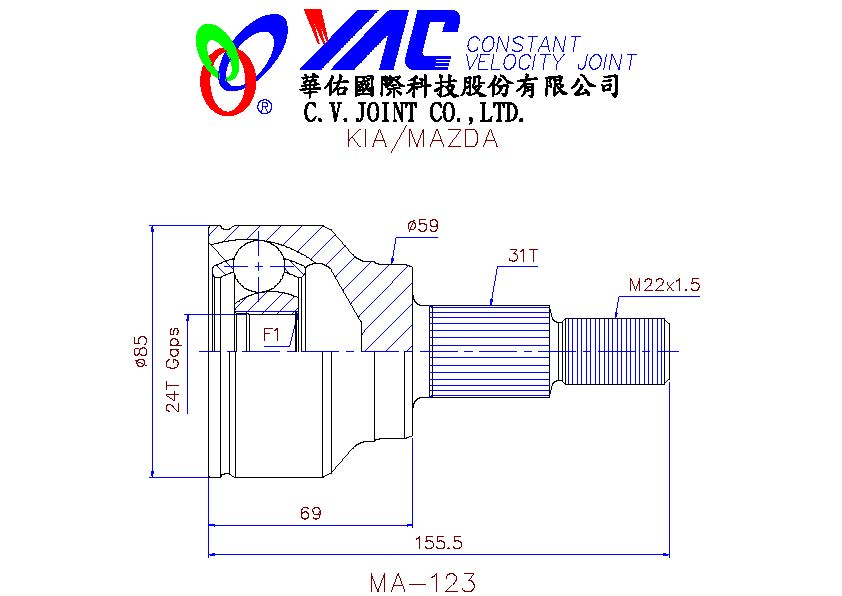 YAC CONSTANT
VELOCITY JOINT
®
華佑國際科技股份有限公司
C.V.JOINT CO.,LTD.
KIA/MAZDA
ø59
31T
M22x1.5
F1
ø85
24T Gaps
69
155.5
MA-123